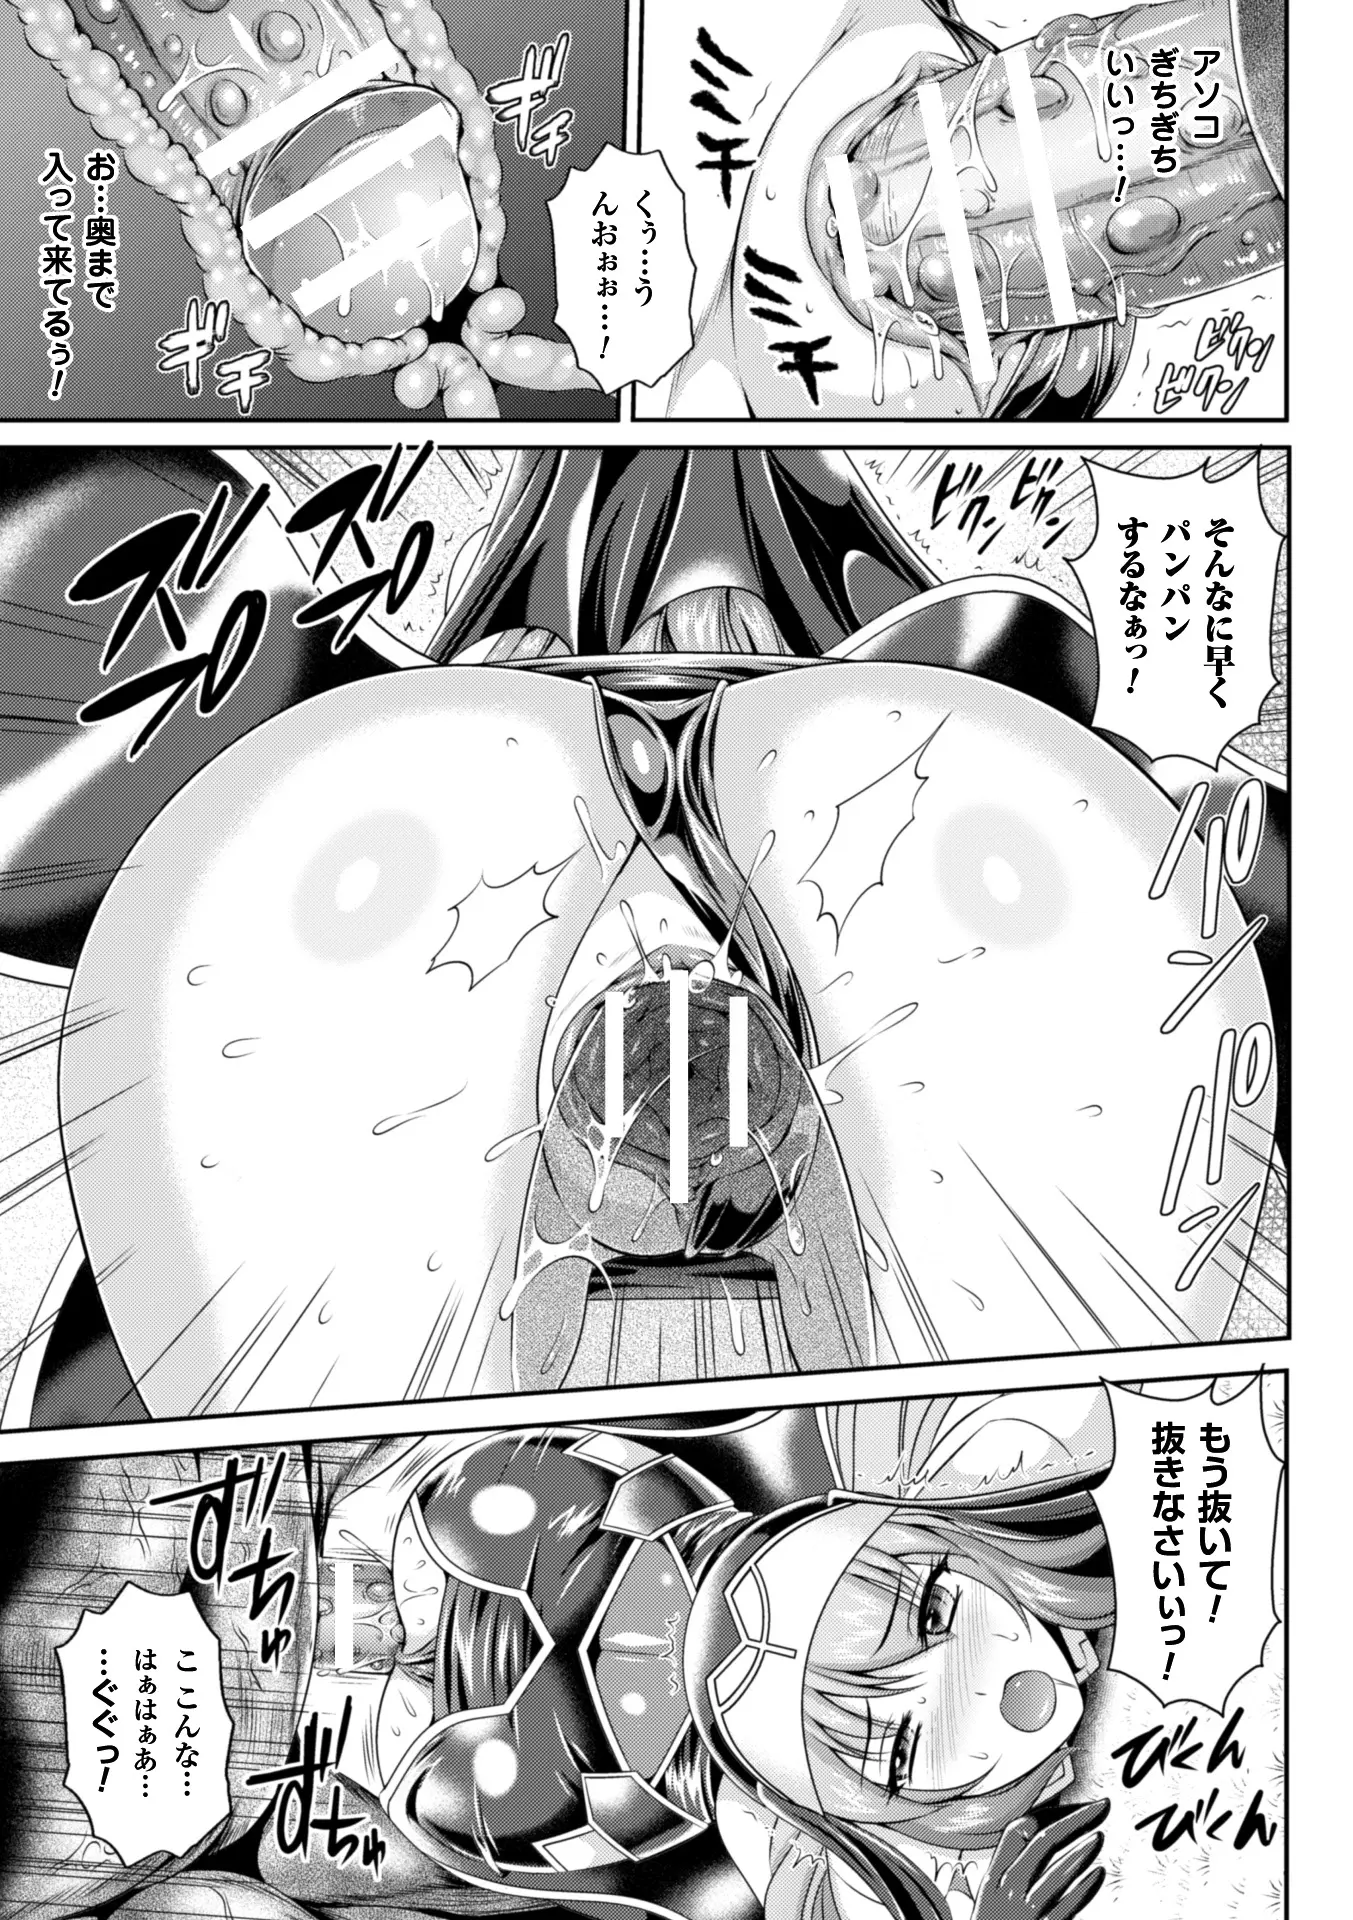 アソコ
ぎちぎち
いいっ…！
ミチ
ミチ
ビクン
ビクン
くぅ…う
んおぉぉ…！
ギチ
ギチ
お…奥まで
入って来てるぅ！
そんなに早く
パンパン
するなぁっ！
ビクン
ビクン
パン
パン
ズプ
ズプ
もう抜いて！
抜きなさいいぃっ！
びくん
びくん
ずちゅ
ずちゅ
こ こんな…
はぁはぁあ…
…ぐぐっ！